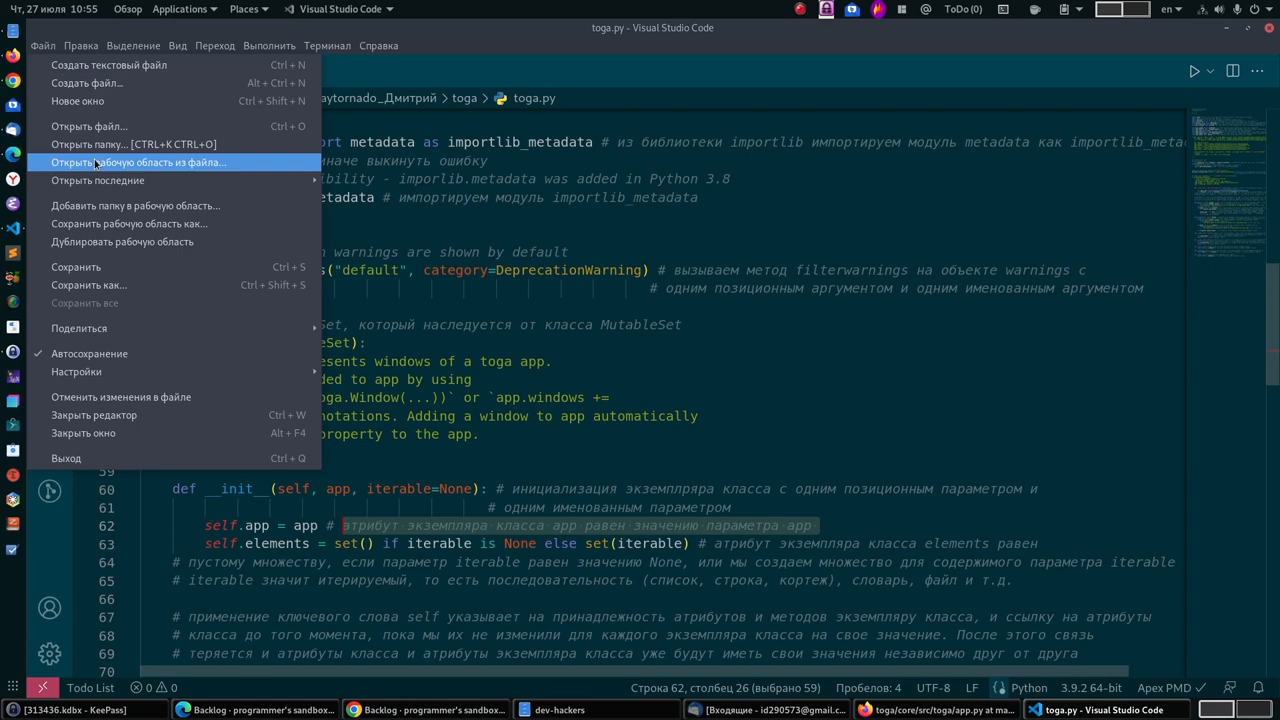 Чт, 27 июля 10:55 Обзор Applications Places Visual Studio Code ToDo (0) en
toga.py - Visual Studio Code
Файл Правка Выделение Вид Переход Выполнить Терминал Справка
Создать текстовый файл Ctrl + N
Создать файл... Alt + Ctrl + N
Новое окно Ctrl + Shift + N
Открыть файл... Ctrl + O
Открыть папку... [CTRL+K CTRL+O]
Открыть рабочую область из файла...
Открыть последние
Добавить папку в рабочую область...
Сохранить рабочую область как...
Дублировать рабочую область
Сохранить Ctrl + S
Сохранить как... Ctrl + Shift + S
Сохранить все
Поделиться
Автосохранение
Настройки
Отменить изменения в файле
Закрыть редактор Ctrl + W
Закрыть окно Alt + F4
Выход Ctrl + Q
aytornado_Дмитрий > toga > toga.py
ort metadata as importlib_metadata # из библиотеки importlib импортируем модуль metadata как importlib_meta
наче выкинуть ошибку
ibility - imporlib.metadata was added in Python 3.8
tadata # импортируем модуль importlib_metadata
n warnings are shown by default
s("default", category=DeprecationWarning) # вызываем метод filterwarnings на объекте warnings с
# одним позиционным аргументом и одним именованным аргументом
Set, который наследуется от класса MutableSet
eSet):
esents windows of a toga app.
ded to app by using
oga.Window(...))` or `app.windows +=
notations. Adding a window to app automatically
property to the app.
59
60 def __init__(self, app, iterable=None): # инициализация экземпляра класса с одним позиционным параметром и
61 # одним именованным параметром
62 self.app = app # атрибут экземпляра класса app равен значению параметра app
63 self.elements = set() if iterable is None else set(iterable) # атрибут экземпляра класса elements равен
64 # пустому множеству, если параметр iterable равен значению None, или мы создаем множество для содержимого параметра iterable
65 # iterable значит итерируемый, то есть последовательность (список, строка, кортеж), словарь, файл и т.д.
66
67 # применение ключевого слова self указывает на принадлежность атрибутов и методов экземпляру класса, и ссылку на атрибуты
68 # класса до того момента, пока мы их не изменили для каждого экземпляра класса на свое значение. После этого связь
69 # теряется и атрибуты класса и атрибуты экземпляра класса уже будут иметь свои значения независимо друг от друга
70
Todo List 0 0 Строка 62, столбец 26 (выбрано 59) Пробелов: 4 UTF-8 LF Python 3.9.2 64-bit Apex PMD
[313436.kdbx - KeePass] Backlog · programmer's sandbox... Backlog · programmer's sandbox... dev-hackers [Входящие - id290573@gmail.c... toga/core/src/toga/app.py at ma... toga.py - Visual Studio Code